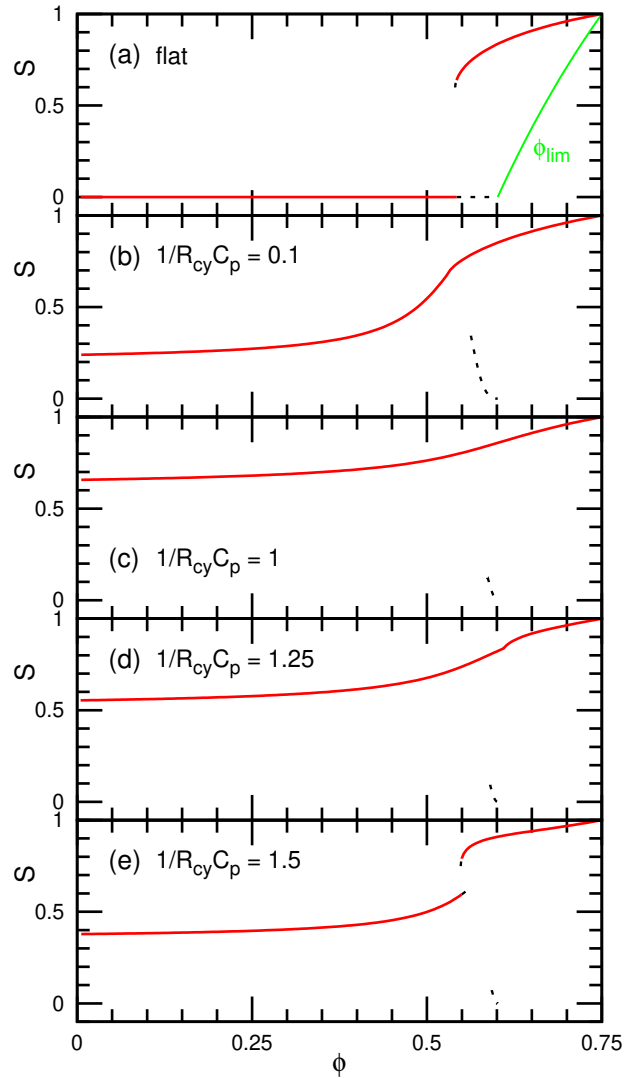 1
S
(a) flat
0.5
ϕlim
0
1
S
(b) 1/RcyCp = 0.1
0.5
0
1
S
0.5
(c) 1/RcyCp = 1
0
1
S
(d) 1/RcyCp = 1.25
0.5
0
1
S
(e) 1/RcyCp = 1.5
0.5
0
0 0.25 0.5 0.75
ϕ